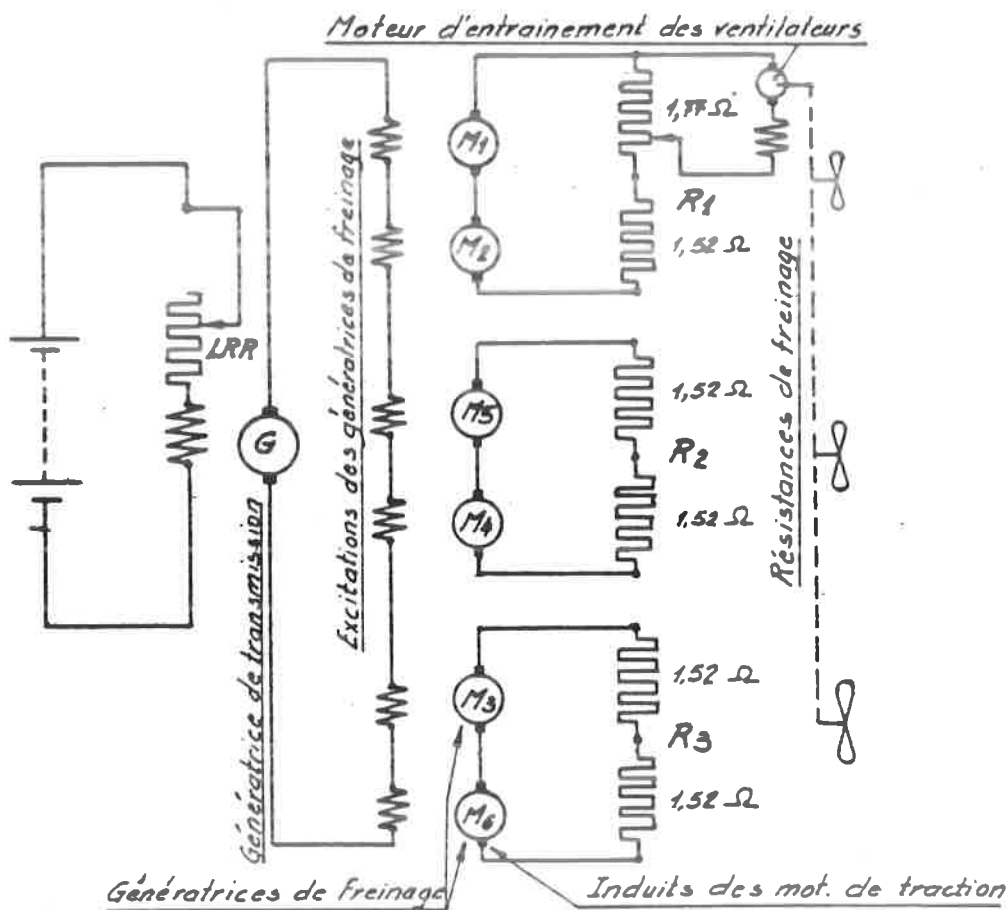 Moteur d'entrainement des ventilateurs
M1
1,77 Ω
M2
R1
1,52 Ω
LRR
G
Génératrice de transmission
Excitations des génératrices de freinage
M5
1,52 Ω
R2
M4
1,52 Ω
Résistances de freinage
M3
1,52 Ω
R3
M6
1,52 Ω
Génératrices de Freinage
Induits des mot. de traction